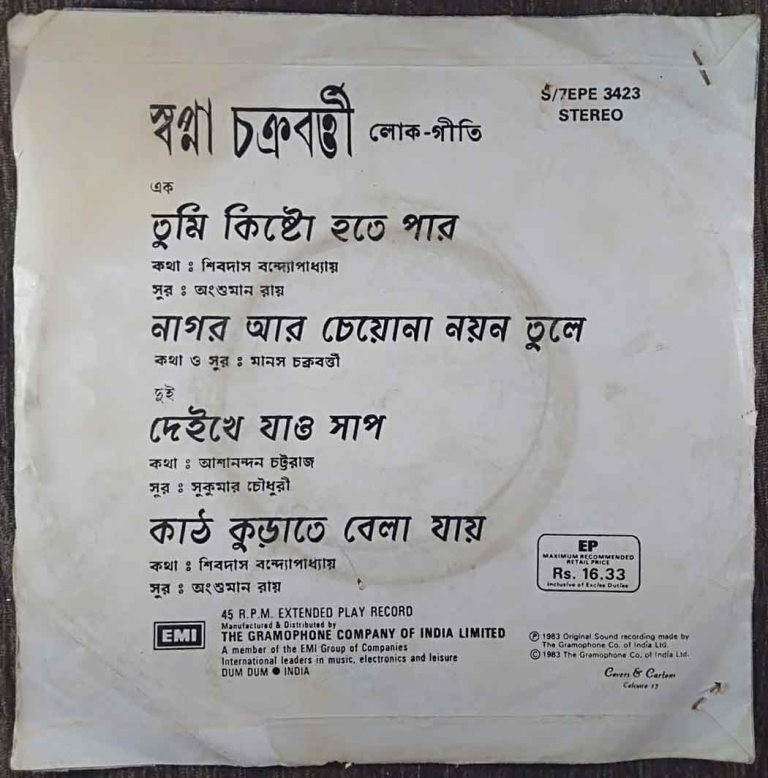 স্বপ্না চক্রবর্ত্তী লোক-গীতি
S/7EPE 3423
STEREO
এক
তুমি কিষ্টো হতে পার
কথা : শিবদাস বন্দ্যোপাধ্যায়
সুর : অংশুমান রায়
নাগর আর চেয়োনা নয়ন তুলে
কথা ও সুর : মানস চক্রবর্ত্তী
দুই
দেইখে যাও সাপ
কথা : আশানন্দন চট্টরাজ
সুর : সুকুমার চৌধুরী
কাঠ কুড়াতে বেলা যায়
কথা : শিবদাস বন্দ্যোপাধ্যায়
সুর : অংশুমান রায়
EP
MAXIMUM RECOMMENDED
RETAIL PRICE
Rs. 16.33
Inclusive of Excise Duties
EMI
45 R.P.M. EXTENDED PLAY RECORD
Manufactured & Distributed by
THE GRAMOPHONE COMPANY OF INDIA LIMITED
A member of the EMI Group of Companies
International leaders in music, electronics and leisure
DUM DUM ● INDIA
Ⓟ 1983 Original Sound recording made by
The Gramophone Co. of India Ltd.
© 1983 The Gramophone Co. of India Ltd.
Covers & Cartons
Calcutta 17